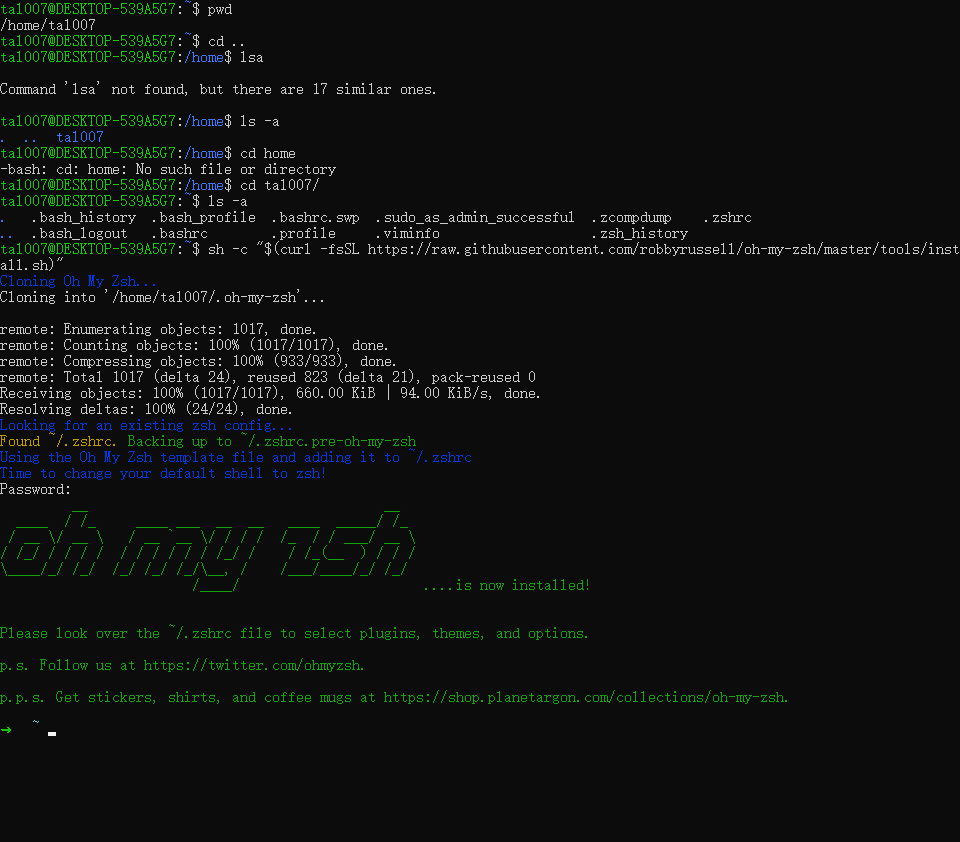 ta1007@DESKTOP-539A5G7:~$ pwd
/home/ta1007
ta1007@DESKTOP-539A5G7:~$ cd ..
ta1007@DESKTOP-539A5G7:/home$ lsa
Command 'lsa' not found, but there are 17 similar ones.
ta1007@DESKTOP-539A5G7:/home$ ls -a
.  ..  ta1007
ta1007@DESKTOP-539A5G7:/home$ cd home
-bash: cd: home: No such file or directory
ta1007@DESKTOP-539A5G7:/home$ cd ta1007/
ta1007@DESKTOP-539A5G7:~$ ls -a
.   .bash_history  .bash_profile  .bashrc.swp  .sudo_as_admin_successful  .zcompdump    .zshrc
..  .bash_logout   .bashrc        .profile     .viminfo                   .zsh_history
ta1007@DESKTOP-539A5G7:~$ sh -c "$(curl -fsSL https://raw.githubusercontent.com/robbyrussell/oh-my-zsh/master/tools/inst
all.sh)"
Cloning Oh My Zsh...
Cloning into '/home/ta1007/.oh-my-zsh'...
remote: Enumerating objects: 1017, done.
remote: Counting objects: 100% (1017/1017), done.
remote: Compressing objects: 100% (933/933), done.
remote: Total 1017 (delta 24), reused 823 (delta 21), pack-reused 0
Receiving objects: 100% (1017/1017), 660.00 KiB | 94.00 KiB/s, done.
Resolving deltas: 100% (24/24), done.
Looking for an existing zsh config...
Found ~/.zshrc. Backing up to ~/.zshrc.pre-oh-my-zsh
Using the Oh My Zsh template file and adding it to ~/.zshrc
Time to change your default shell to zsh!
Password:
oh my zsh
....is now installed!
Please look over the ~/.zshrc file to select plugins, themes, and options.
p.s. Follow us at https://twitter.com/ohmyzsh.
p.p.s. Get stickers, shirts, and coffee mugs at https://shop.planetargon.com/collections/oh-my-zsh.
→  ~